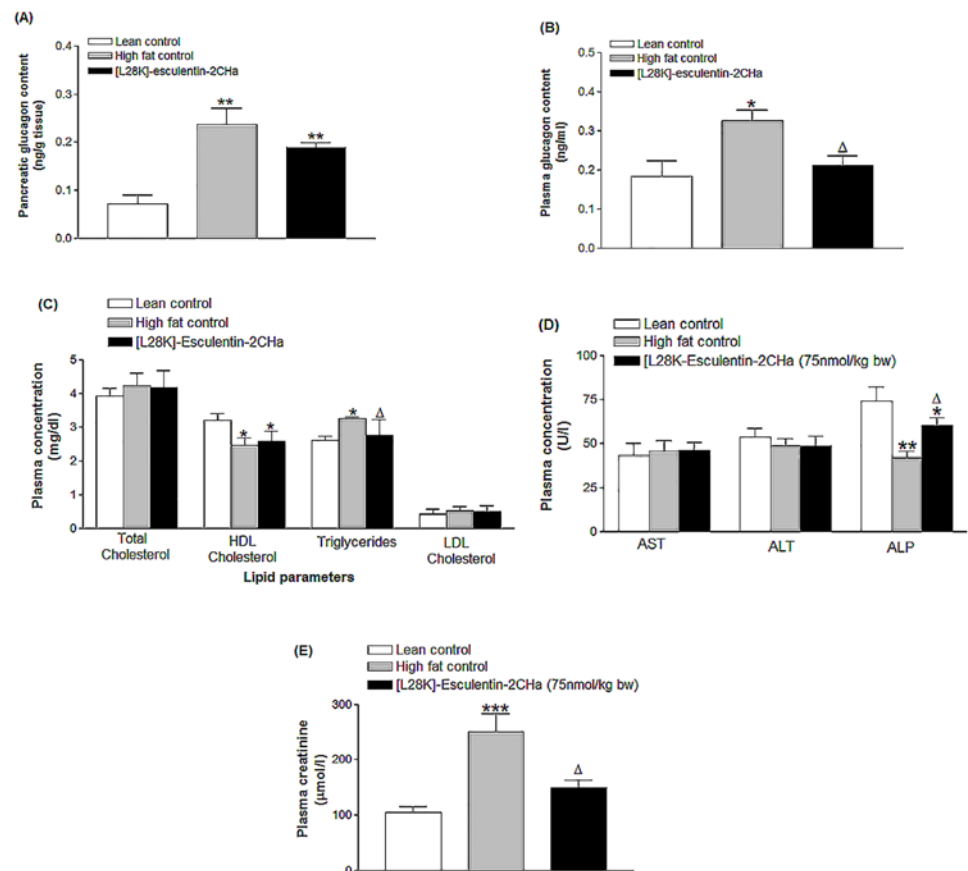 (A)
Lean control
High fat control
[L28K]-esculentin-2CHa
Pancreatic glucagon content
(ng/g tissue)
0.4
0.3
0.2
0.1
0.0
**
**
(B)
Lean control
High fat control
[L28K]-esculentin-2CHa
Plasma glucagon content
(ng/ml)
0.5
0.4
0.3
0.2
0.1
0.0
*
Δ
(C)
Lean control
High fat control
[L28K]-Esculentin-2CHa
Plasma concentration
(mg/dl)
5
4
3
2
1
0
*
*
*
Δ
Total
Cholesterol
HDL
Cholesterol
Triglycerides
LDL
Cholesterol
Lipid parameters
(D)
Lean control
High fat control
[L28K-Esculentin-2CHa (75nmol/kg bw)
Plasma concentration
(U/l)
100
75
50
25
0
**
Δ
*
AST
ALT
ALP
(E)
Lean control
High fat control
[L28K]-Esculentin-2CHa (75nmol/kg bw)
Plasma creatinine
(μmol/l)
300
200
100
0
***
Δ